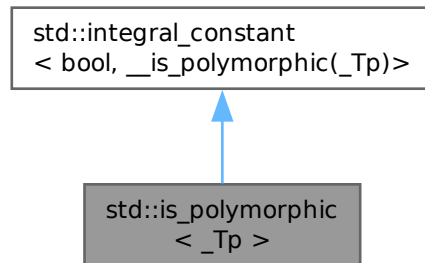 std::integral_constant
< bool, __is_polymorphic(_Tp)>
std::is_polymorphic
< _Tp >